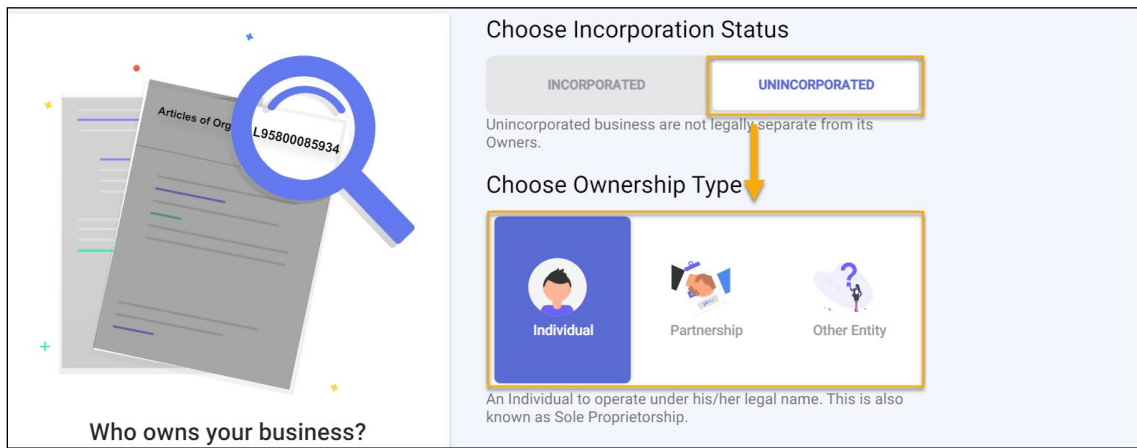 Articles of Org
L95800085934
Who owns your business?
Choose Incorporation Status
INCORPORATED
UNINCORPORATED
Unincorporated business are not legally separate from its
Owners.
Choose Ownership Type
Individual
Partnership
Other Entity
An Individual to operate under his/her legal name. This is also
known as Sole Proprietorship.